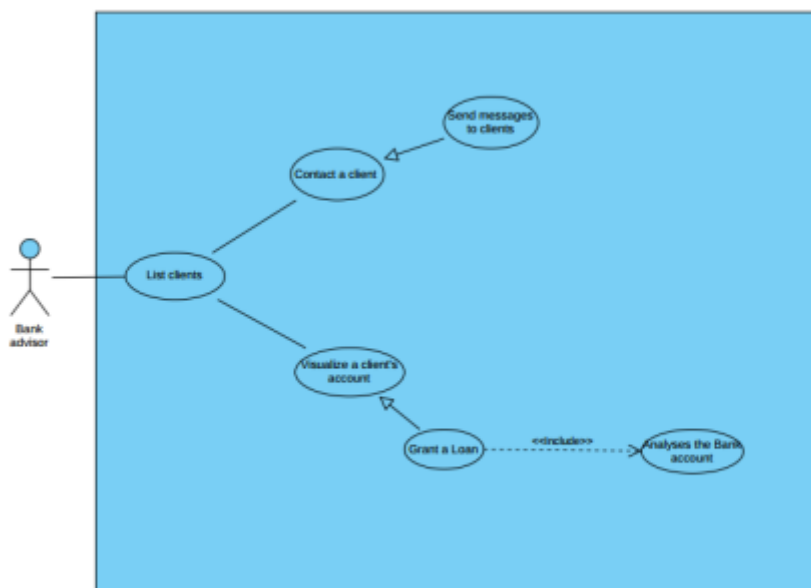 Send messages
to clients
Contact a client
List clients
Bank
advisor
Visualize a client's
account
Grant a Loan
<<Include>>
Analyses the Bank
account